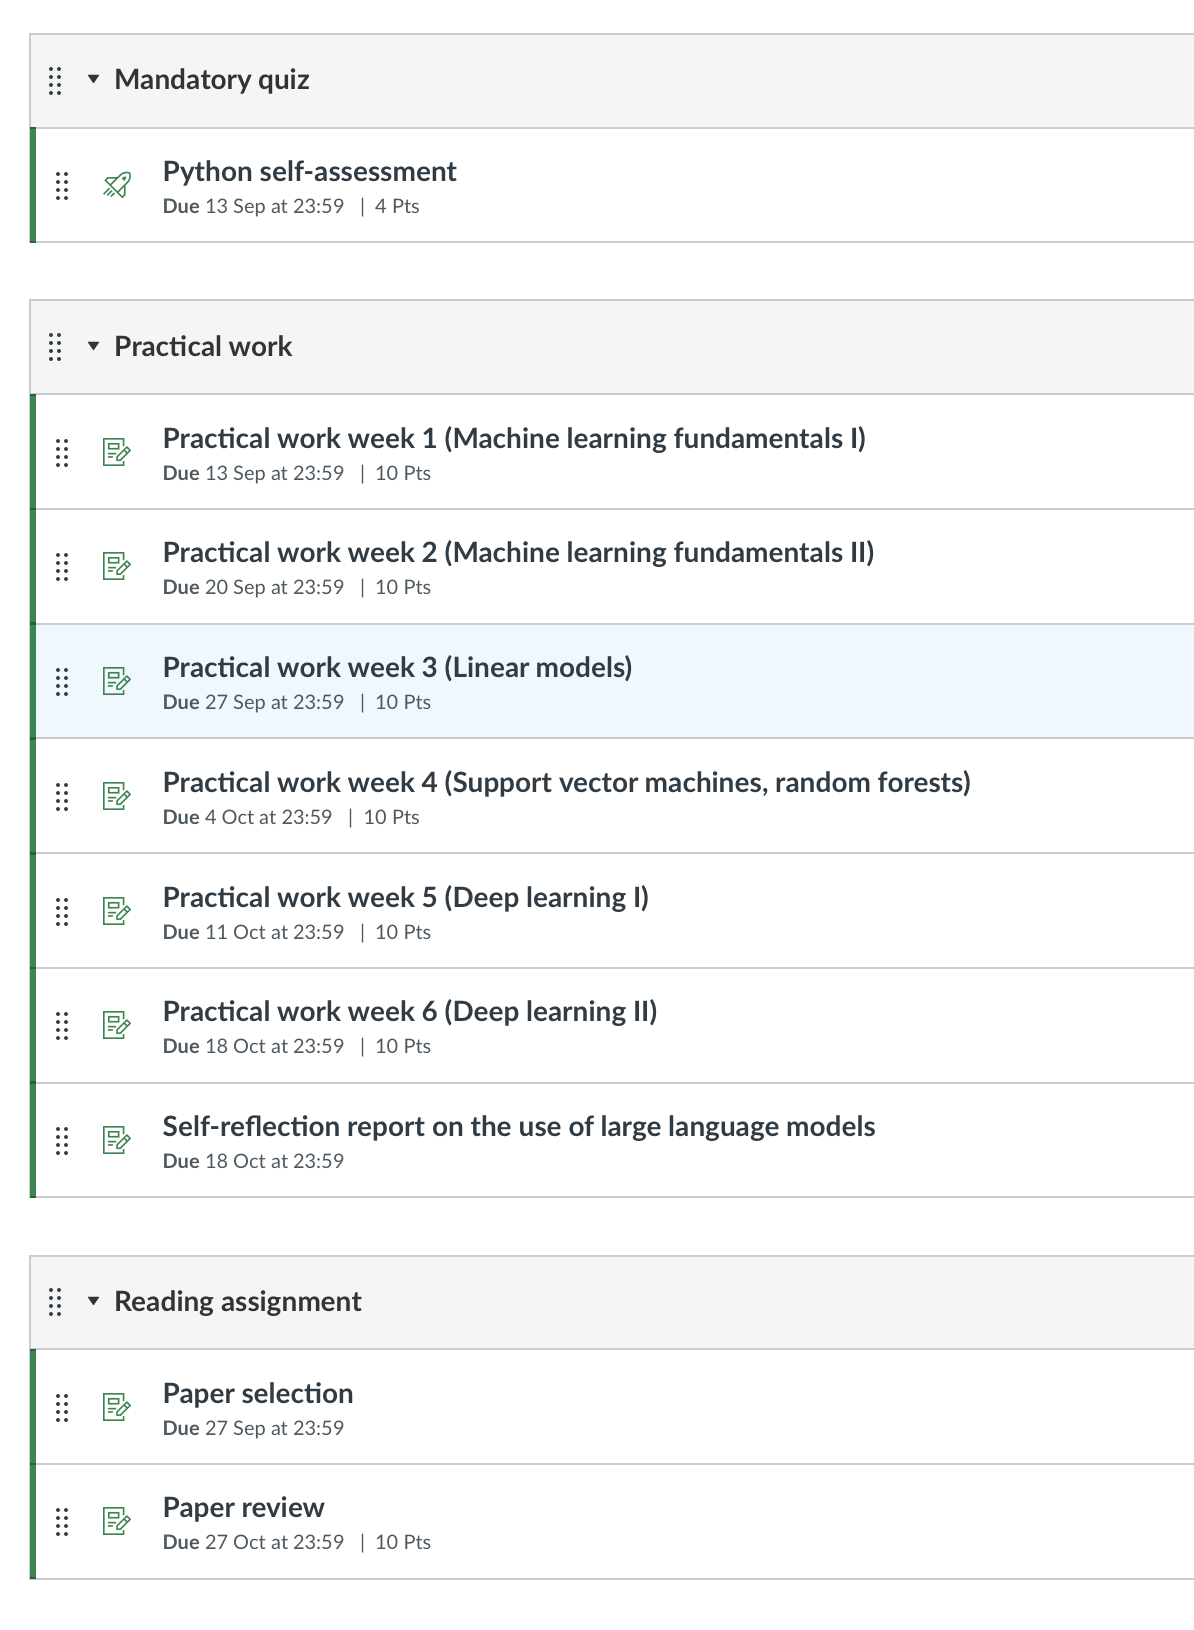 Mandatory quiz
Python self-assessment
Due 13 Sep at 23:59 | 4 Pts
Practical work
Practical work week 1 (Machine learning fundamentals I)
Due 13 Sep at 23:59 | 10 Pts
Practical work week 2 (Machine learning fundamentals II)
Due 20 Sep at 23:59 | 10 Pts
Practical work week 3 (Linear models)
Due 27 Sep at 23:59 | 10 Pts
Practical work week 4 (Support vector machines, random forests)
Due 4 Oct at 23:59 | 10 Pts
Practical work week 5 (Deep learning I)
Due 11 Oct at 23:59 | 10 Pts
Practical work week 6 (Deep learning II)
Due 18 Oct at 23:59 | 10 Pts
Self-reflection report on the use of large language models
Due 18 Oct at 23:59
Reading assignment
Paper selection
Due 27 Sep at 23:59
Paper review
Due 27 Oct at 23:59 | 10 Pts